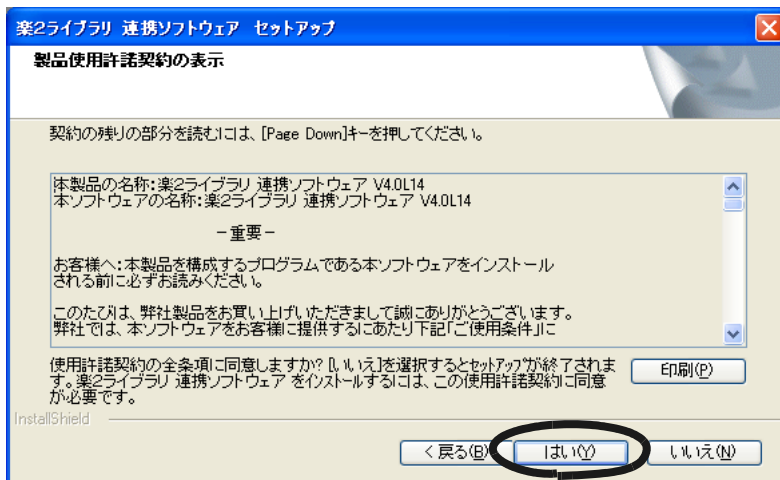 楽2ライブラリ 連携ソフトウェア セットアップ
製品使用許諾契約の表示
契約の残りの部分を読むには、[Page Down]キーを押してください。
本製品の名称:楽2ライブラリ 連携ソフトウェア V4.0L14
本ソフトウェアの名称:楽2ライブラリ 連携ソフトウェア V4.0L14
－重要－
お客様へ:本製品を構成するプログラムである本ソフトウェアをインストール
される前に必ずお読みください。
このたびは、弊社製品をお買い上げいただきまして誠にありがとうございます。
弊社では、本ソフトウェアをお客様に提供するにあたり下記「ご使用条件」に
使用許諾契約の全条項に同意しますか? [いいえ]を選択するとセットアップが終了されま
す。楽2ライブラリ 連携ソフトウェア をインストールするには、この使用許諾契約に同意
が必要です。
印刷(P)
InstallShield
< 戻る(B)
はい(Y)
いいえ(N)